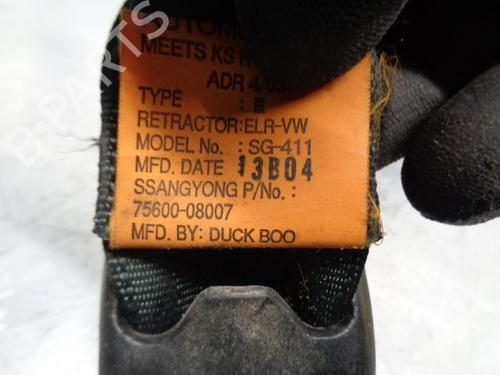 MEETS KS R
ADR 4/03
TYPE : III
RETRACTOR:ELR-VW
MODEL No. : SG-411
MFD. DATE 13B04
SSANGYONG P/No. :
75600-08007
MFD. BY: DUCK BOO
B-PARTS